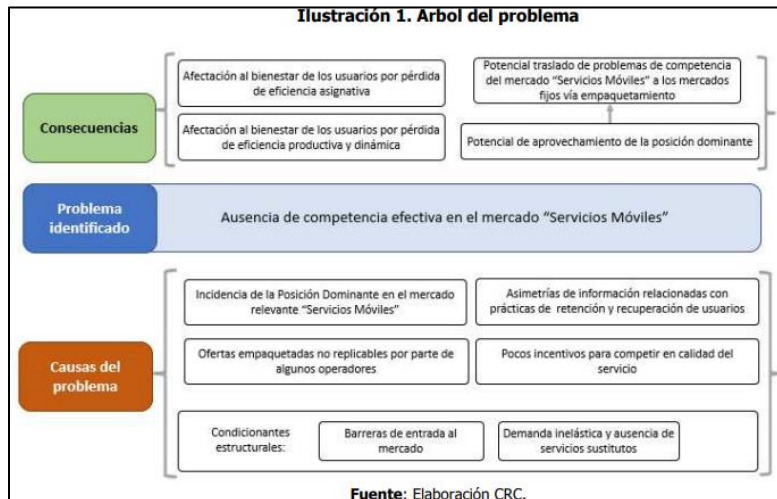 Ilustración 1. Arbol del problema
Consecuencias
Afectación al bienestar de los usuarios por pérdida
de eficiencia asignativa
Potencial traslado de problemas de competencia
del mercado “Servicios Móviles” a los mercados
fijos vía empaquetamiento
Afectación al bienestar de los usuarios por pérdida
de eficiencia productiva y dinámica
Potencial de aprovechamiento de la posición dominante
Problema
identificado
Ausencia de competencia efectiva en el mercado “Servicios Móviles”
Causas del
problema
Incidencia de la Posición Dominante en el mercado
relevante “Servicios Móviles”
Asimetrías de información relacionadas con
prácticas de retención y recuperación de usuarios
Ofertas empaquetadas no replicables por parte de
algunos operadores
Pocos incentivos para competir en calidad del
servicio
Condicionantes
estructurales:
Barreras de entrada al
mercado
Demanda inelástica y ausencia de
servicios sustitutos
Fuente: Elaboración CRC.